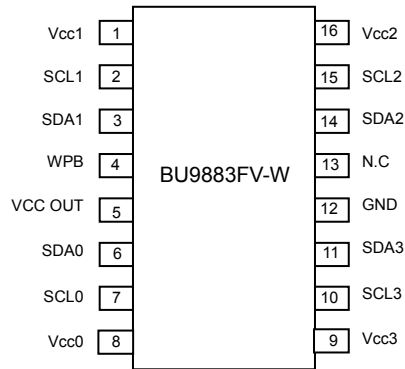 Vcc1 1 16 Vcc2
SCL1 2 15 SCL2
SDA1 3 14 SDA2
WPB 4 13 N.C
BU9883FV-W
VCC OUT 5 12 GND
SDA0 6 11 SDA3
SCL0 7 10 SCL3
Vcc0 8 9 Vcc3